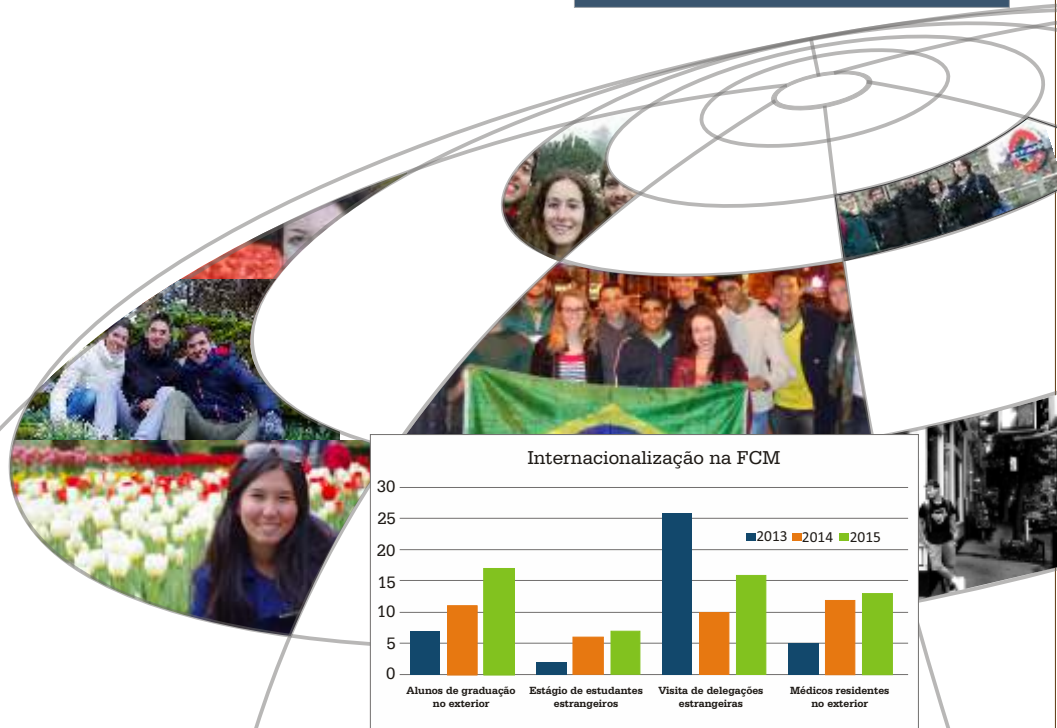 Internacionalização na FCM
30
25
20
15
10
5
0
2013 2014 2015
Alunos de graduação
no exterior
Estágio de estudantes
estrangeiros
Visita de delegações
estrangeiras
Médicos residentes
no exterior